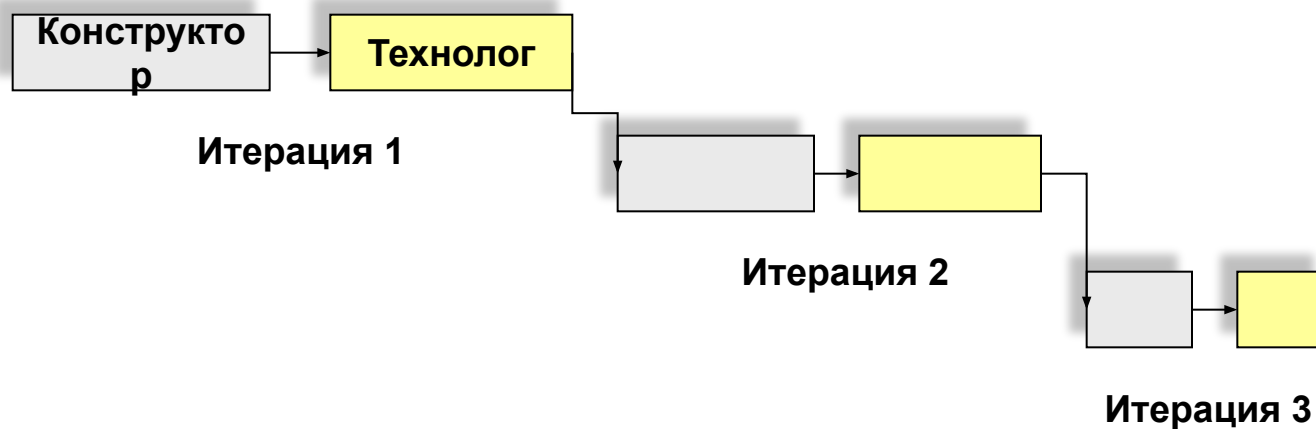 Конструкто
р
Технолог
Итерация 1
Итерация 2
Итерация 3